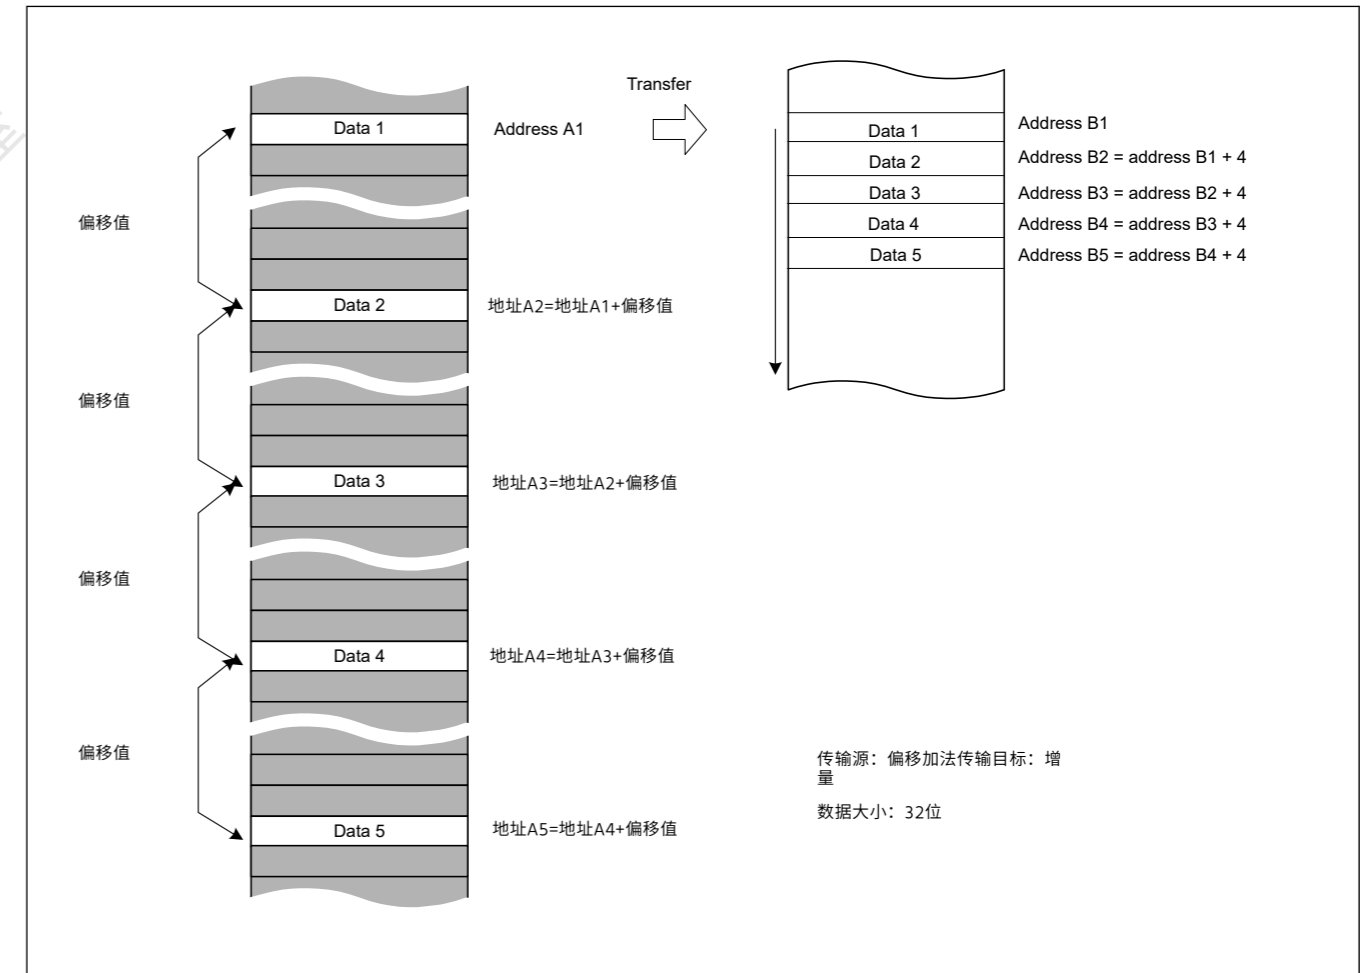 Transfer
Data 1
Address A1
Data 1
Address B1
Data 2
Address B2 = address B1 + 4
Data 3
Address B3 = address B2 + 4
Data 4
Address B4 = address B3 + 4
Data 5
Address B5 = address B4 + 4
偏移值
Data 2
地址A2=地址A1+偏移值
偏移值
Data 3
地址A3=地址A2+偏移值
偏移值
Data 4
地址A4=地址A3+偏移值
偏移值
Data 5
地址A5=地址A4+偏移值
传输源：偏移加法传输目标：增
量
数据大小：32位